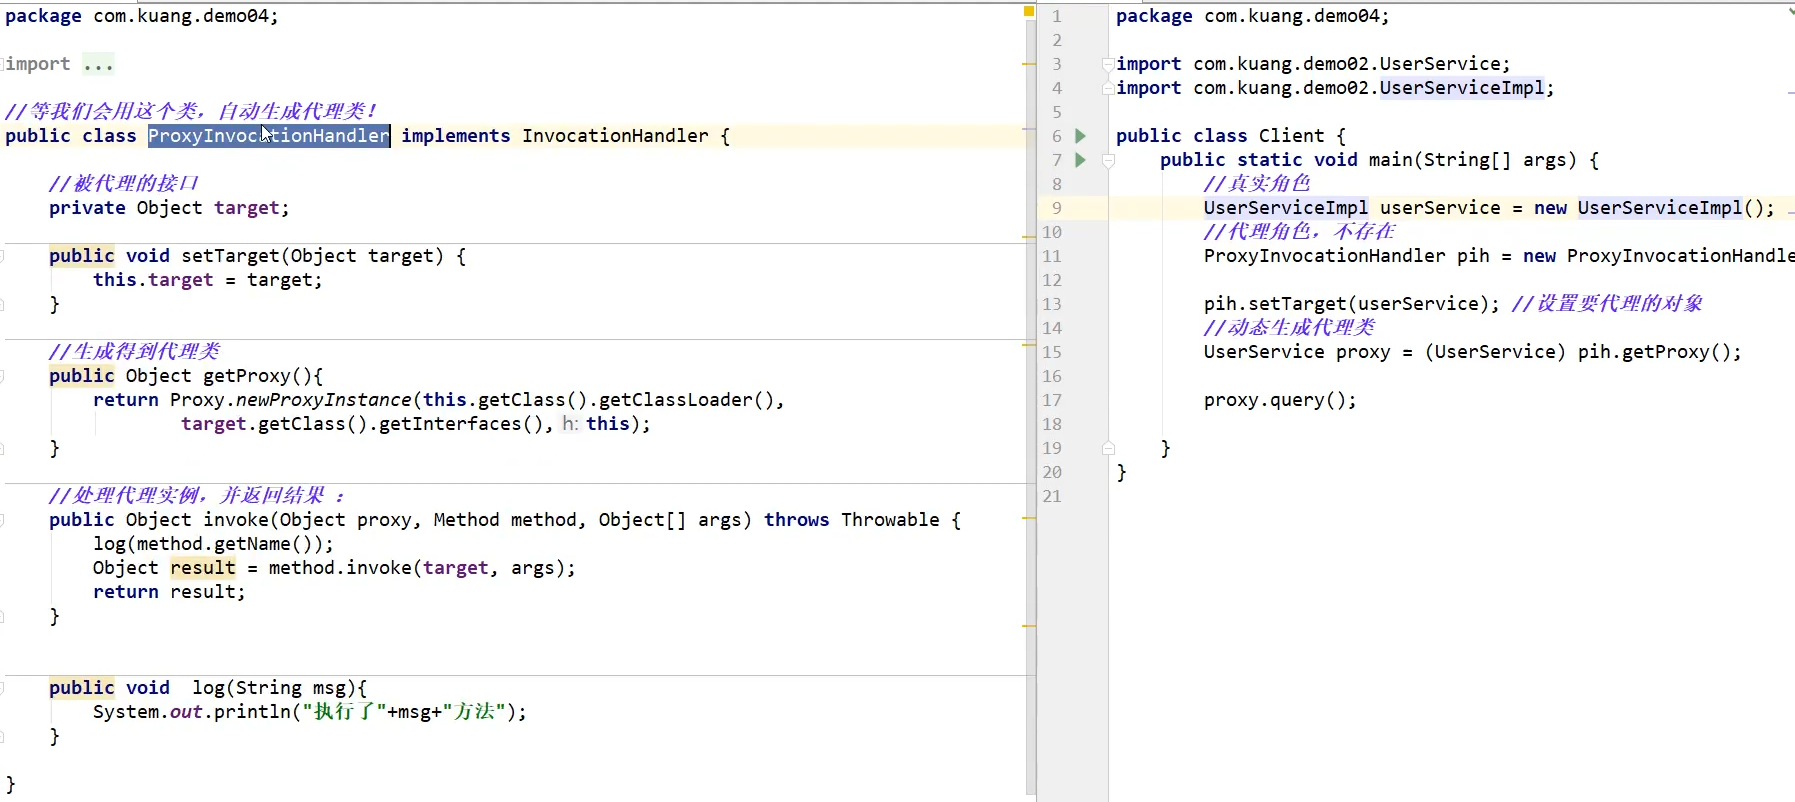 package com.kuang.demo04;
import ...
//等我们会用这个类，自动生成代理类！
public class ProxyInvocationHandler implements InvocationHandler {
//被代理的接口
private Object target;
public void setTarget(Object target) {
this.target = target;
}
//生成得到代理类
public Object getProxy(){
return Proxy.newProxyInstance(this.getClass().getClassLoader(),
target.getClass().getInterfaces(), h: this);
}
//处理代理实例，并返回结果 ：
public Object invoke(Object proxy, Method method, Object[] args) throws Throwable {
log(method.getName());
Object result = method.invoke(target, args);
return result;
}
public void  log(String msg){
System.out.println("执行了"+msg+"方法");
}
}
1 package com.kuang.demo04;
2
3 import com.kuang.demo02.UserService;
4 import com.kuang.demo02.UserServiceImpl;
5
6 public class Client {
7 public static void main(String[] args) {
8 //真实角色
9 UserServiceImpl userService = new UserServiceImpl();
10 //代理角色，不存在
11 ProxyInvocationHandler pih = new ProxyInvocationHandle
12
13 pih.setTarget(userService); //设置要代理的对象
14 //动态生成代理类
15 UserService proxy = (UserService) pih.getProxy();
16
17 proxy.query();
18
19 }
20 }
21